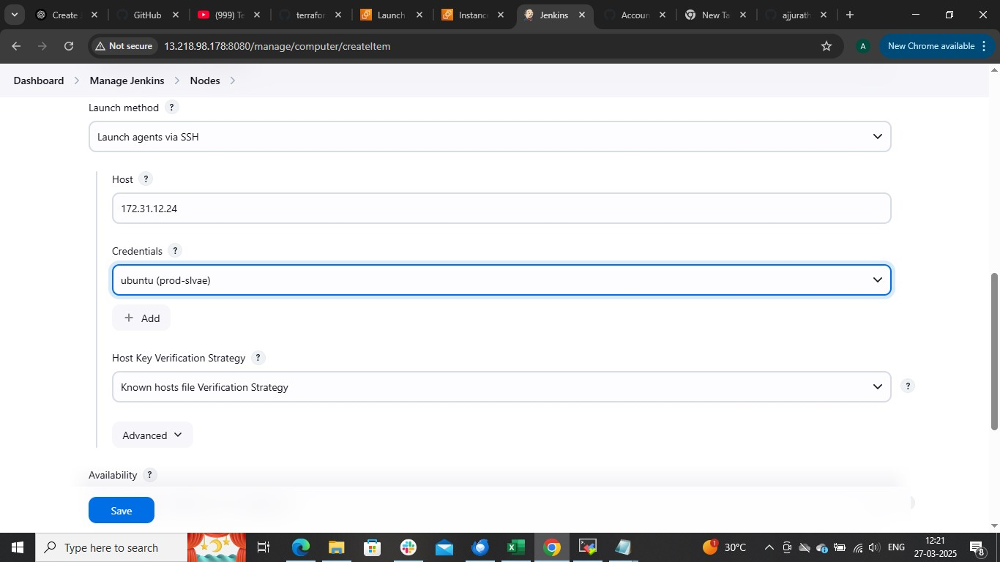 Create
GitHub
(999) Te
terrafor
Launch
Instanc
Jenkins
Accoun
New Ta
ajjurath
Not secure
13.218.98.178:8080/manage/computer/createItem
A
New Chrome available
Dashboard
Manage Jenkins
Nodes
Launch method ?
Launch agents via SSH
Host ?
172.31.12.24
Credentials ?
ubuntu (prod-slvae)
+ Add
Host Key Verification Strategy ?
Known hosts file Verification Strategy
?
Advanced
Availability ?
Save
Type here to search
1
30°C
ENG
12:21
27-03-2025
8